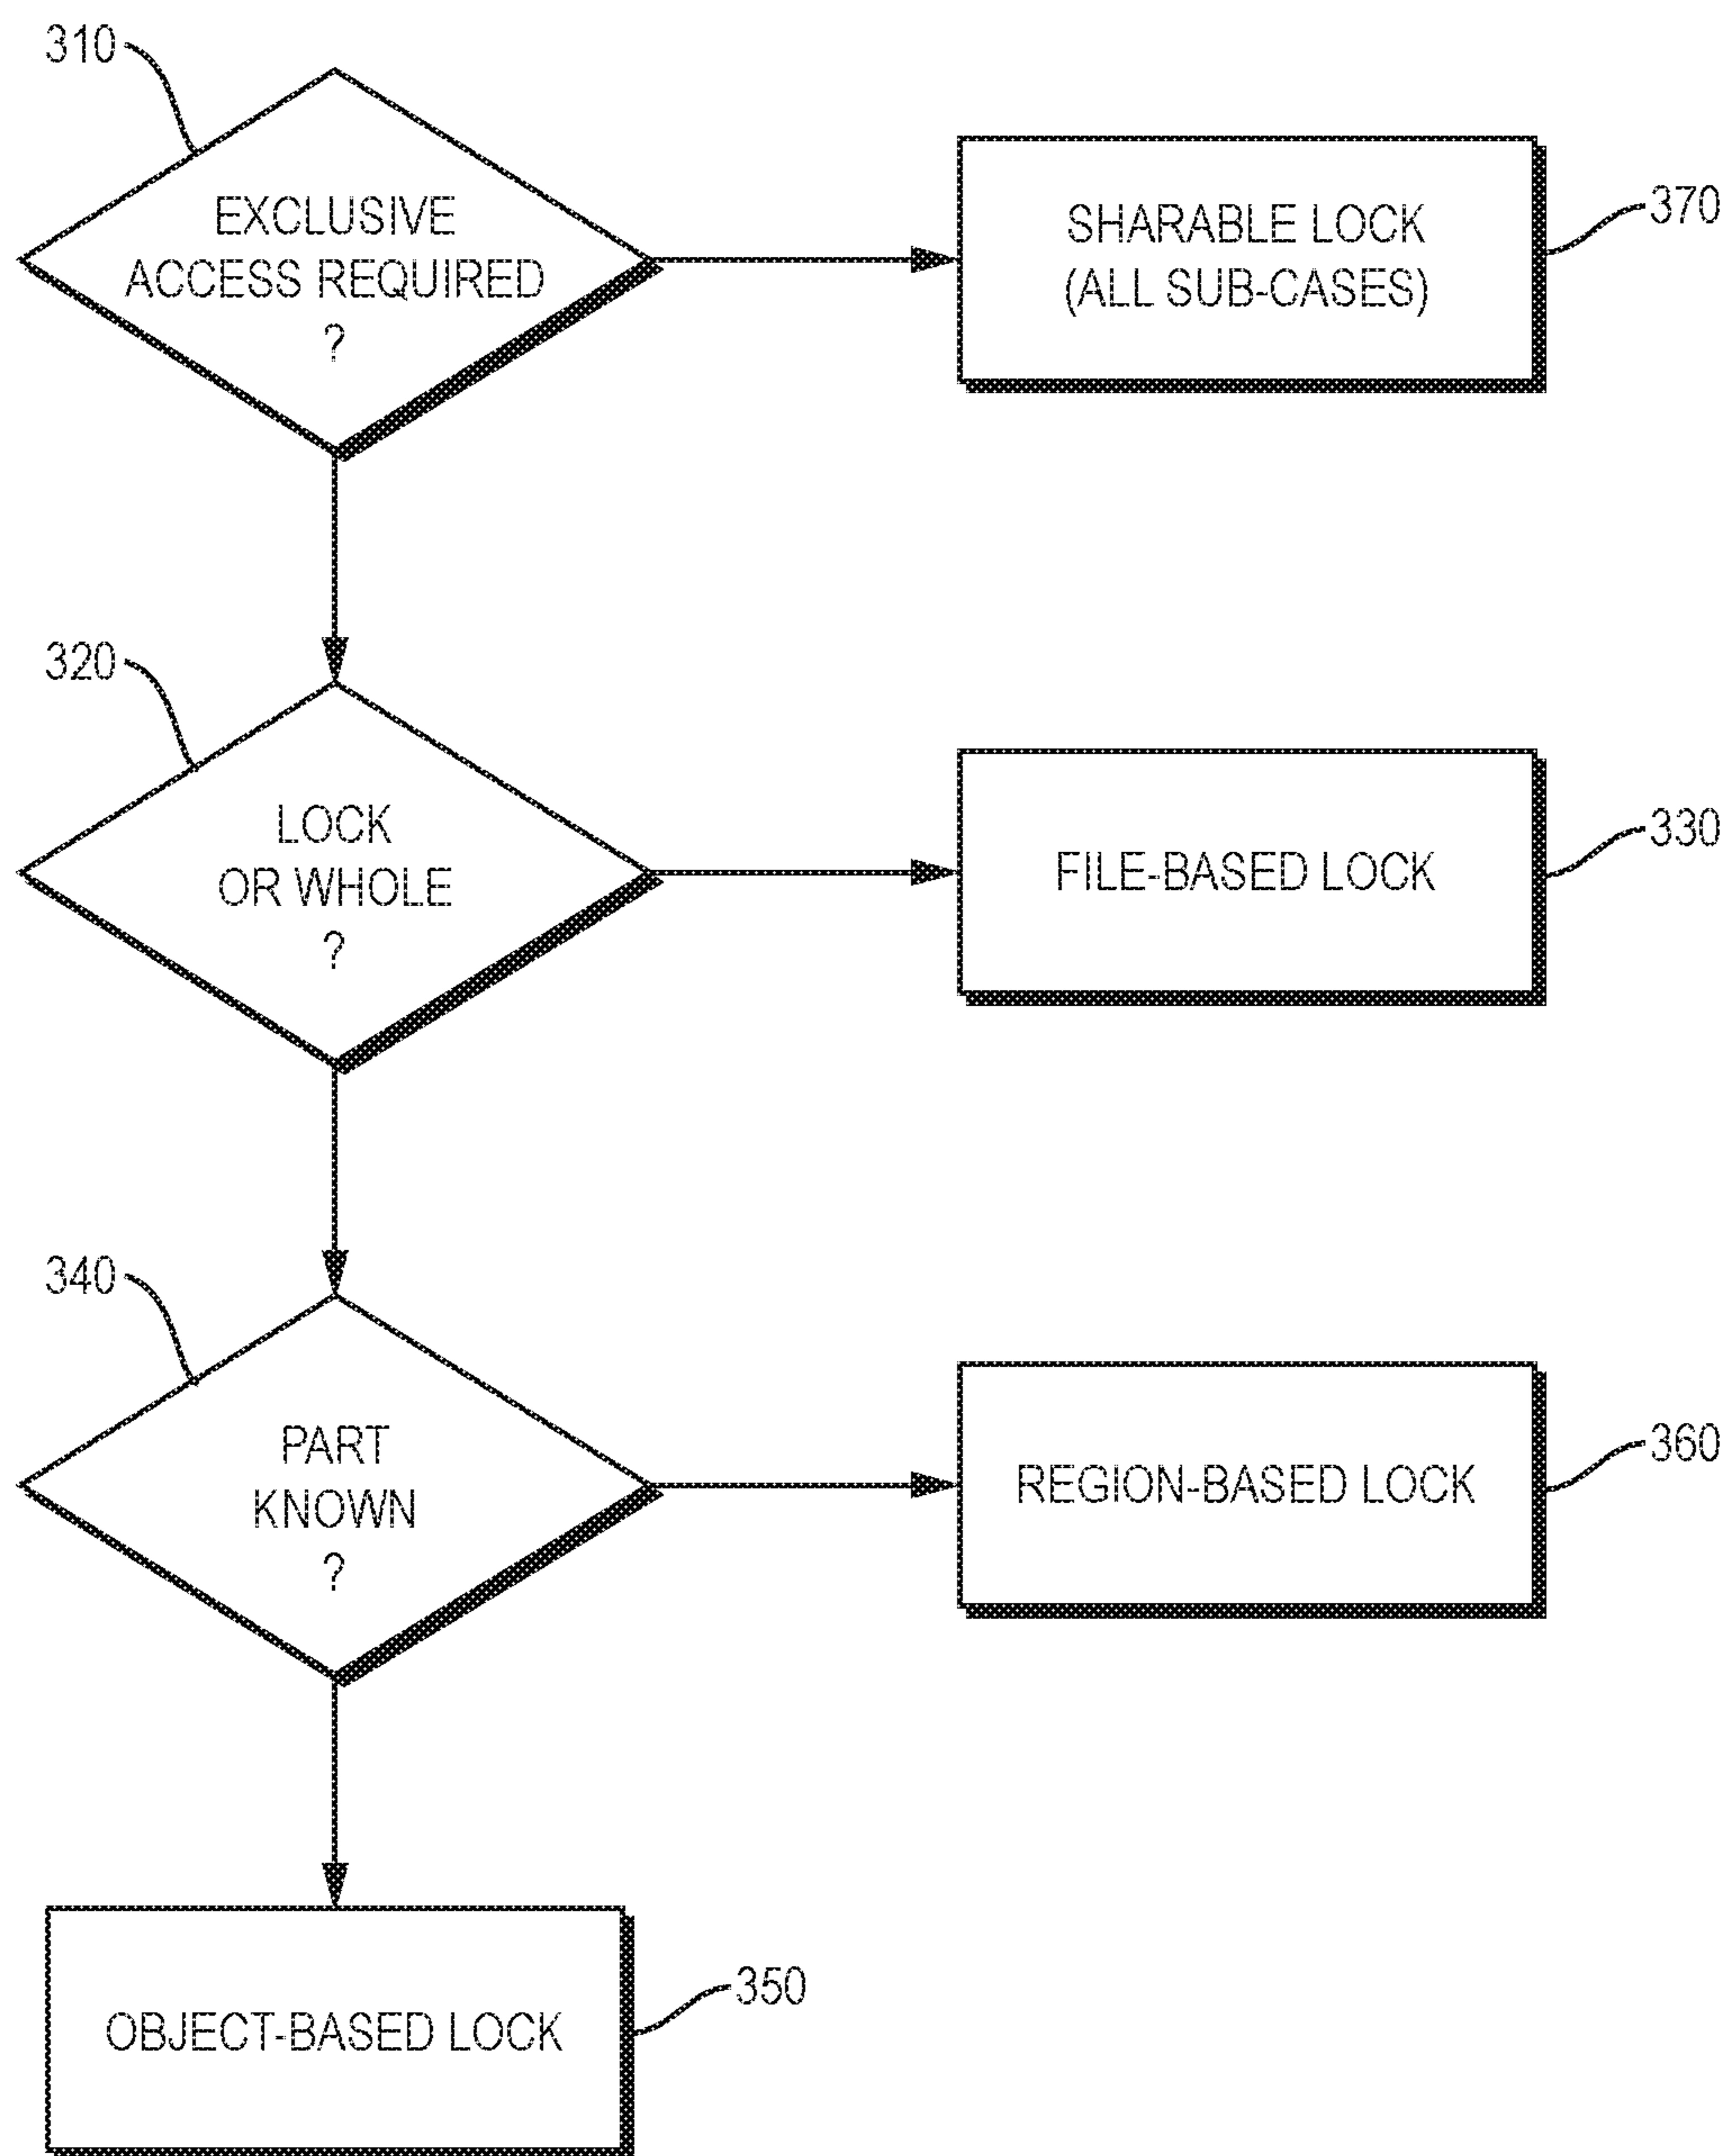 310
EXCLUSIVE
ACCESS REQUIRED
?
SHARABLE LOCK
(ALL SUB-CASES)
370
320
LOCK
OR WHOLE
?
FILE-BASED LOCK
330
340
PART
KNOWN
?
REGION-BASED LOCK
360
OBJECT-BASED LOCK
350